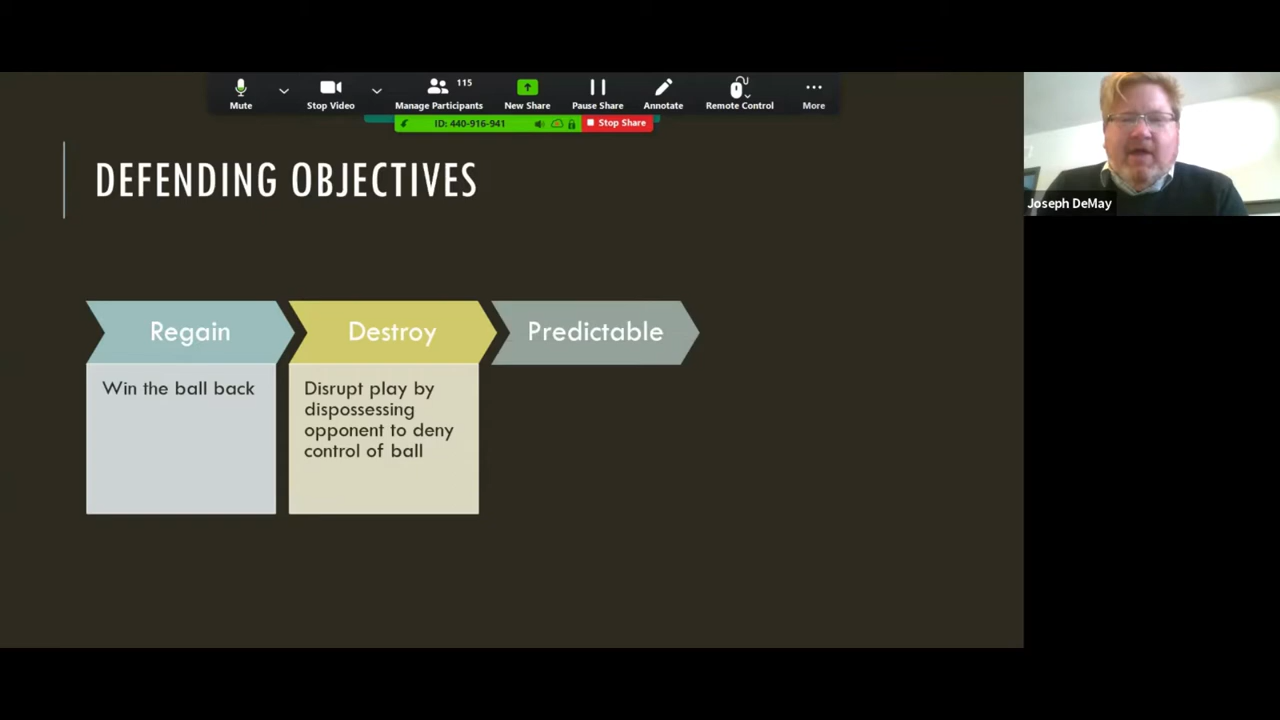 115
Mute
Stop Video
Manage Participants
New Share
Pause Share
Annotate
Remote Control
More
ID: 440-916-941
Stop Share
Joseph DeMay
DEFENDING OBJECTIVES
Regain
Destroy
Predictable
Win the ball back
Disrupt play by
dispossessing
opponent to deny
control of ball